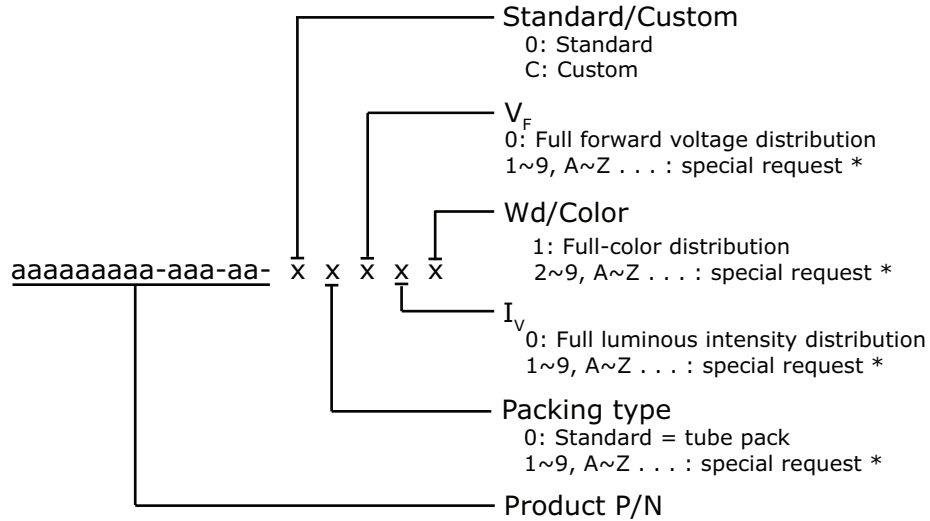 Standard/Custom
0: Standard
C: Custom
VF
0: Full forward voltage distribution
1~9, A~Z . . . : special request *
Wd/Color
1: Full-color distribution
2~9, A~Z . . . : special request *
aaaaaaaaa-aaa-aa- x x x x x
IV
0: Full luminous intensity distribution
1~9, A~Z . . . : special request *
Packing type
0: Standard = tube pack
1~9, A~Z . . . : special request *
Product P/N